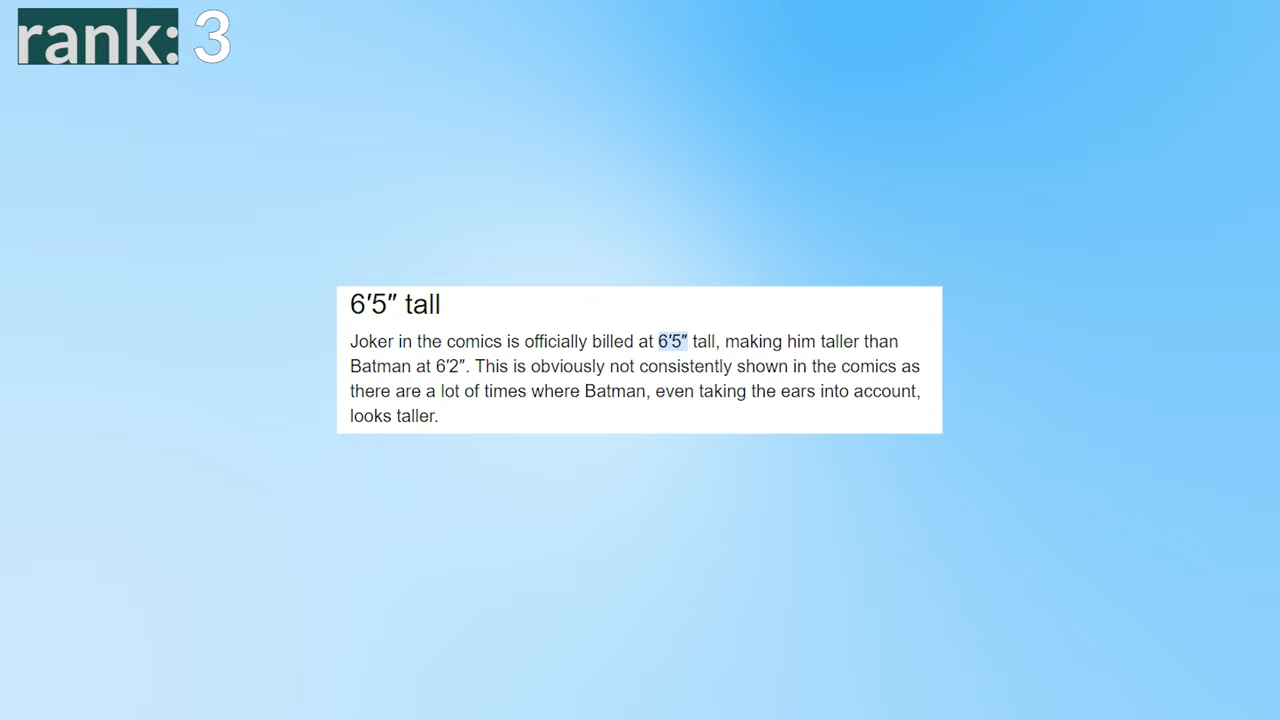 rank: 3
6′5″ tall
Joker in the comics is officially billed at 6′5″ tall, making him taller than
Batman at 6′2″. This is obviously not consistently shown in the comics as
there are a lot of times where Batman, even taking the ears into account,
looks taller.